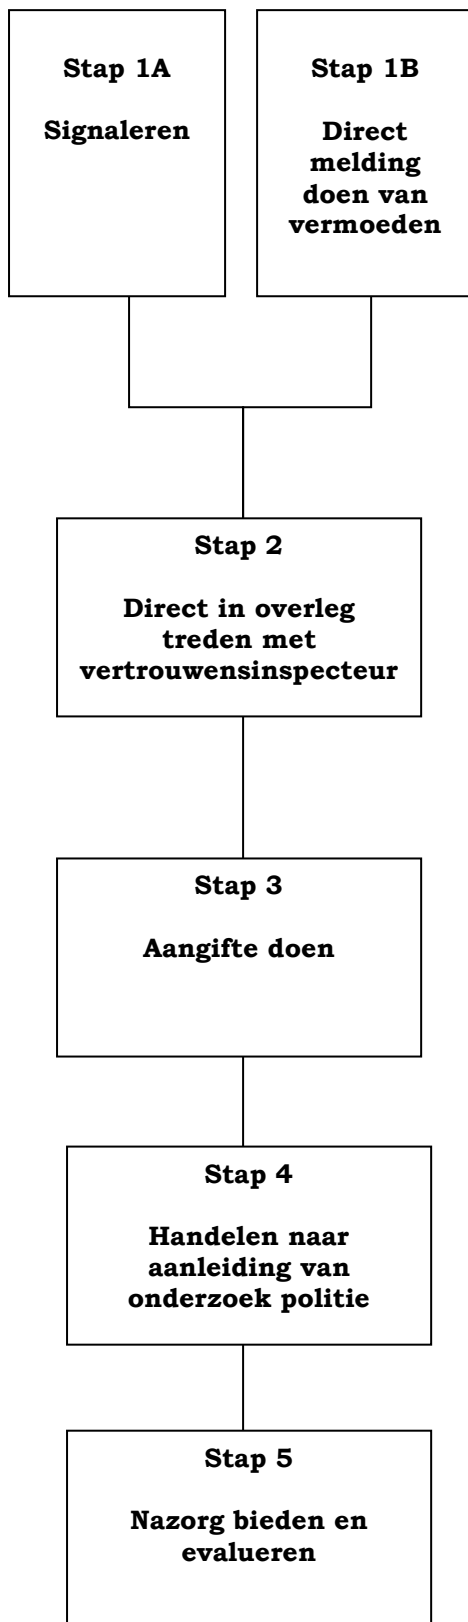 Stap 1A
Signaleren
Stap 1B
Direct
melding
doen van
vermoeden
Stap 2
Direct in overleg
treden met
vertrouwensinspecteur
Stap 3
Aangifte doen
Stap 4
Handelen naar
aanleiding van
onderzoek politie
Stap 5
Nazorg bieden en
evalueren